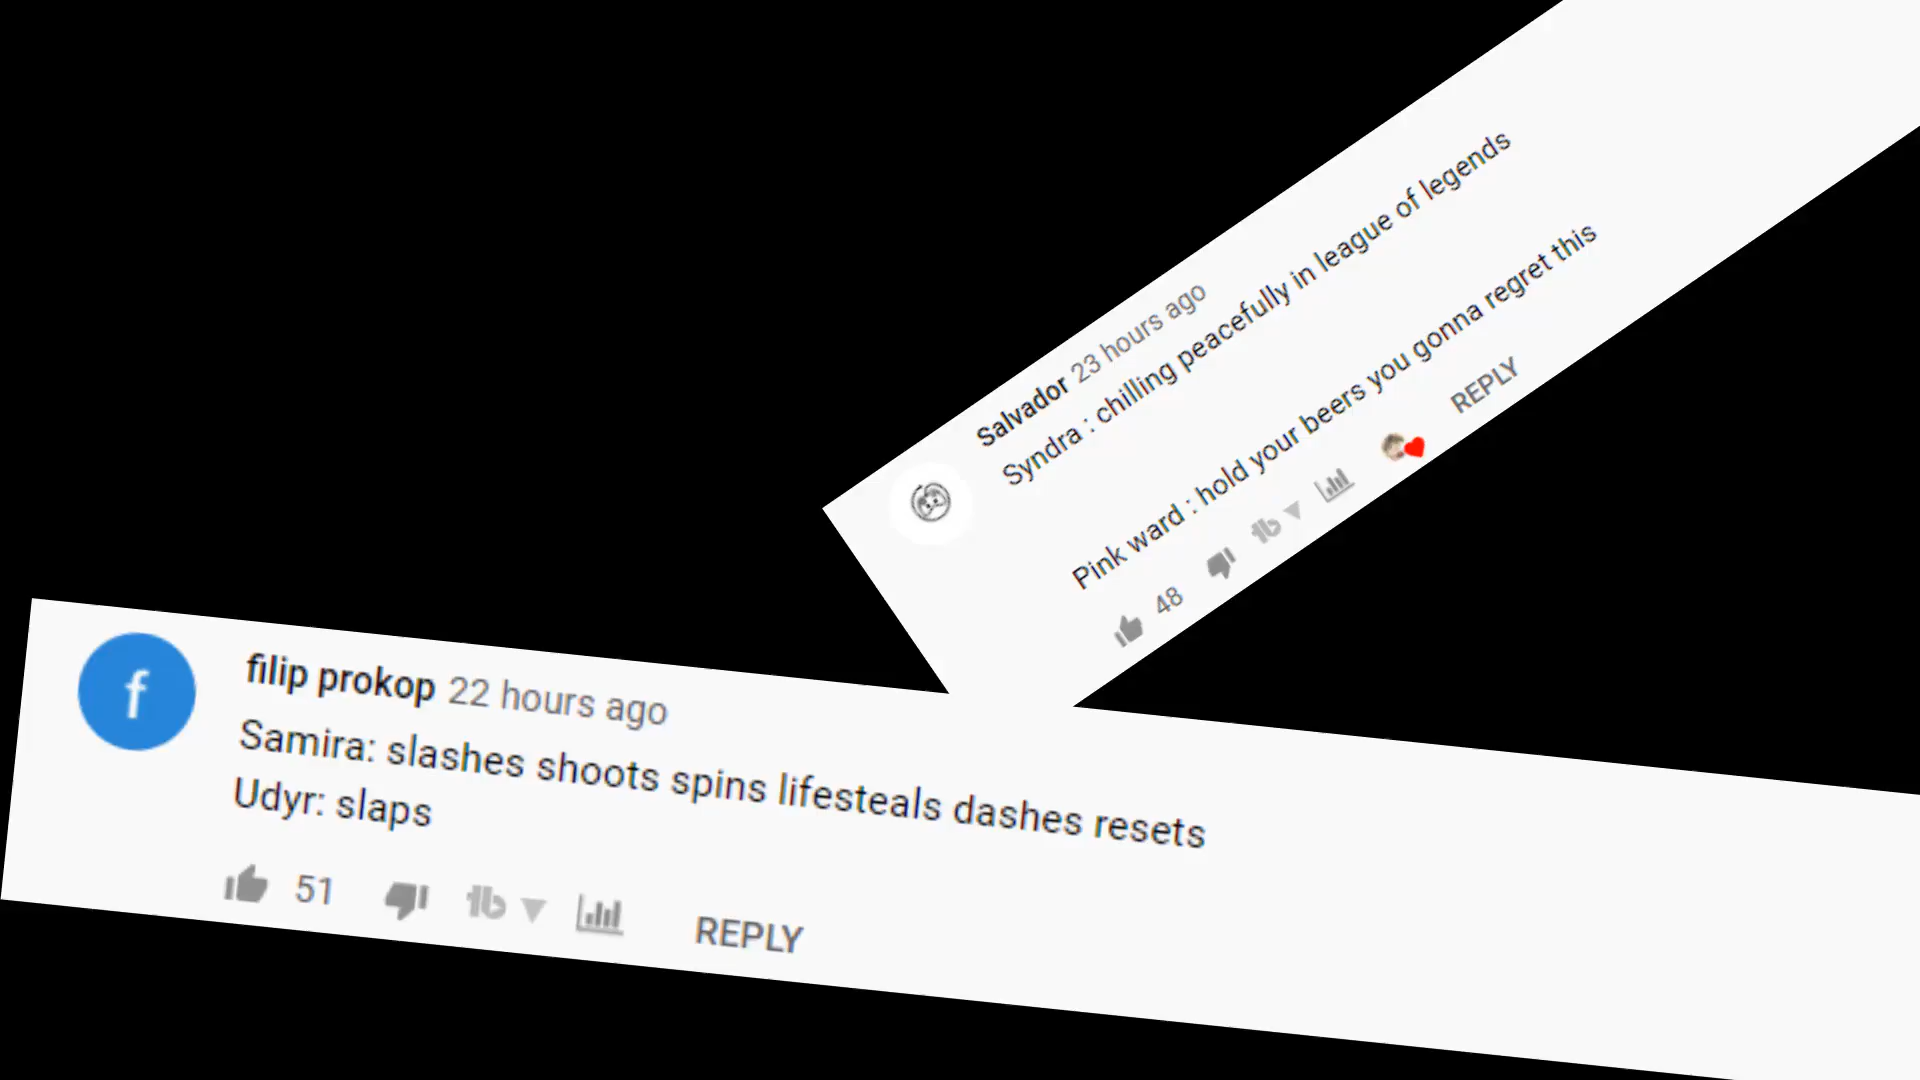 Salvador 23 hours ago
Syndra : chilling peacefully in league of legends
Pink ward : hold your beers you gonna regret this
48
REPLY
f
filip prokop 22 hours ago
Samira: slashes shoots spins lifesteals dashes resets
Udyr: slaps
51
REPLY